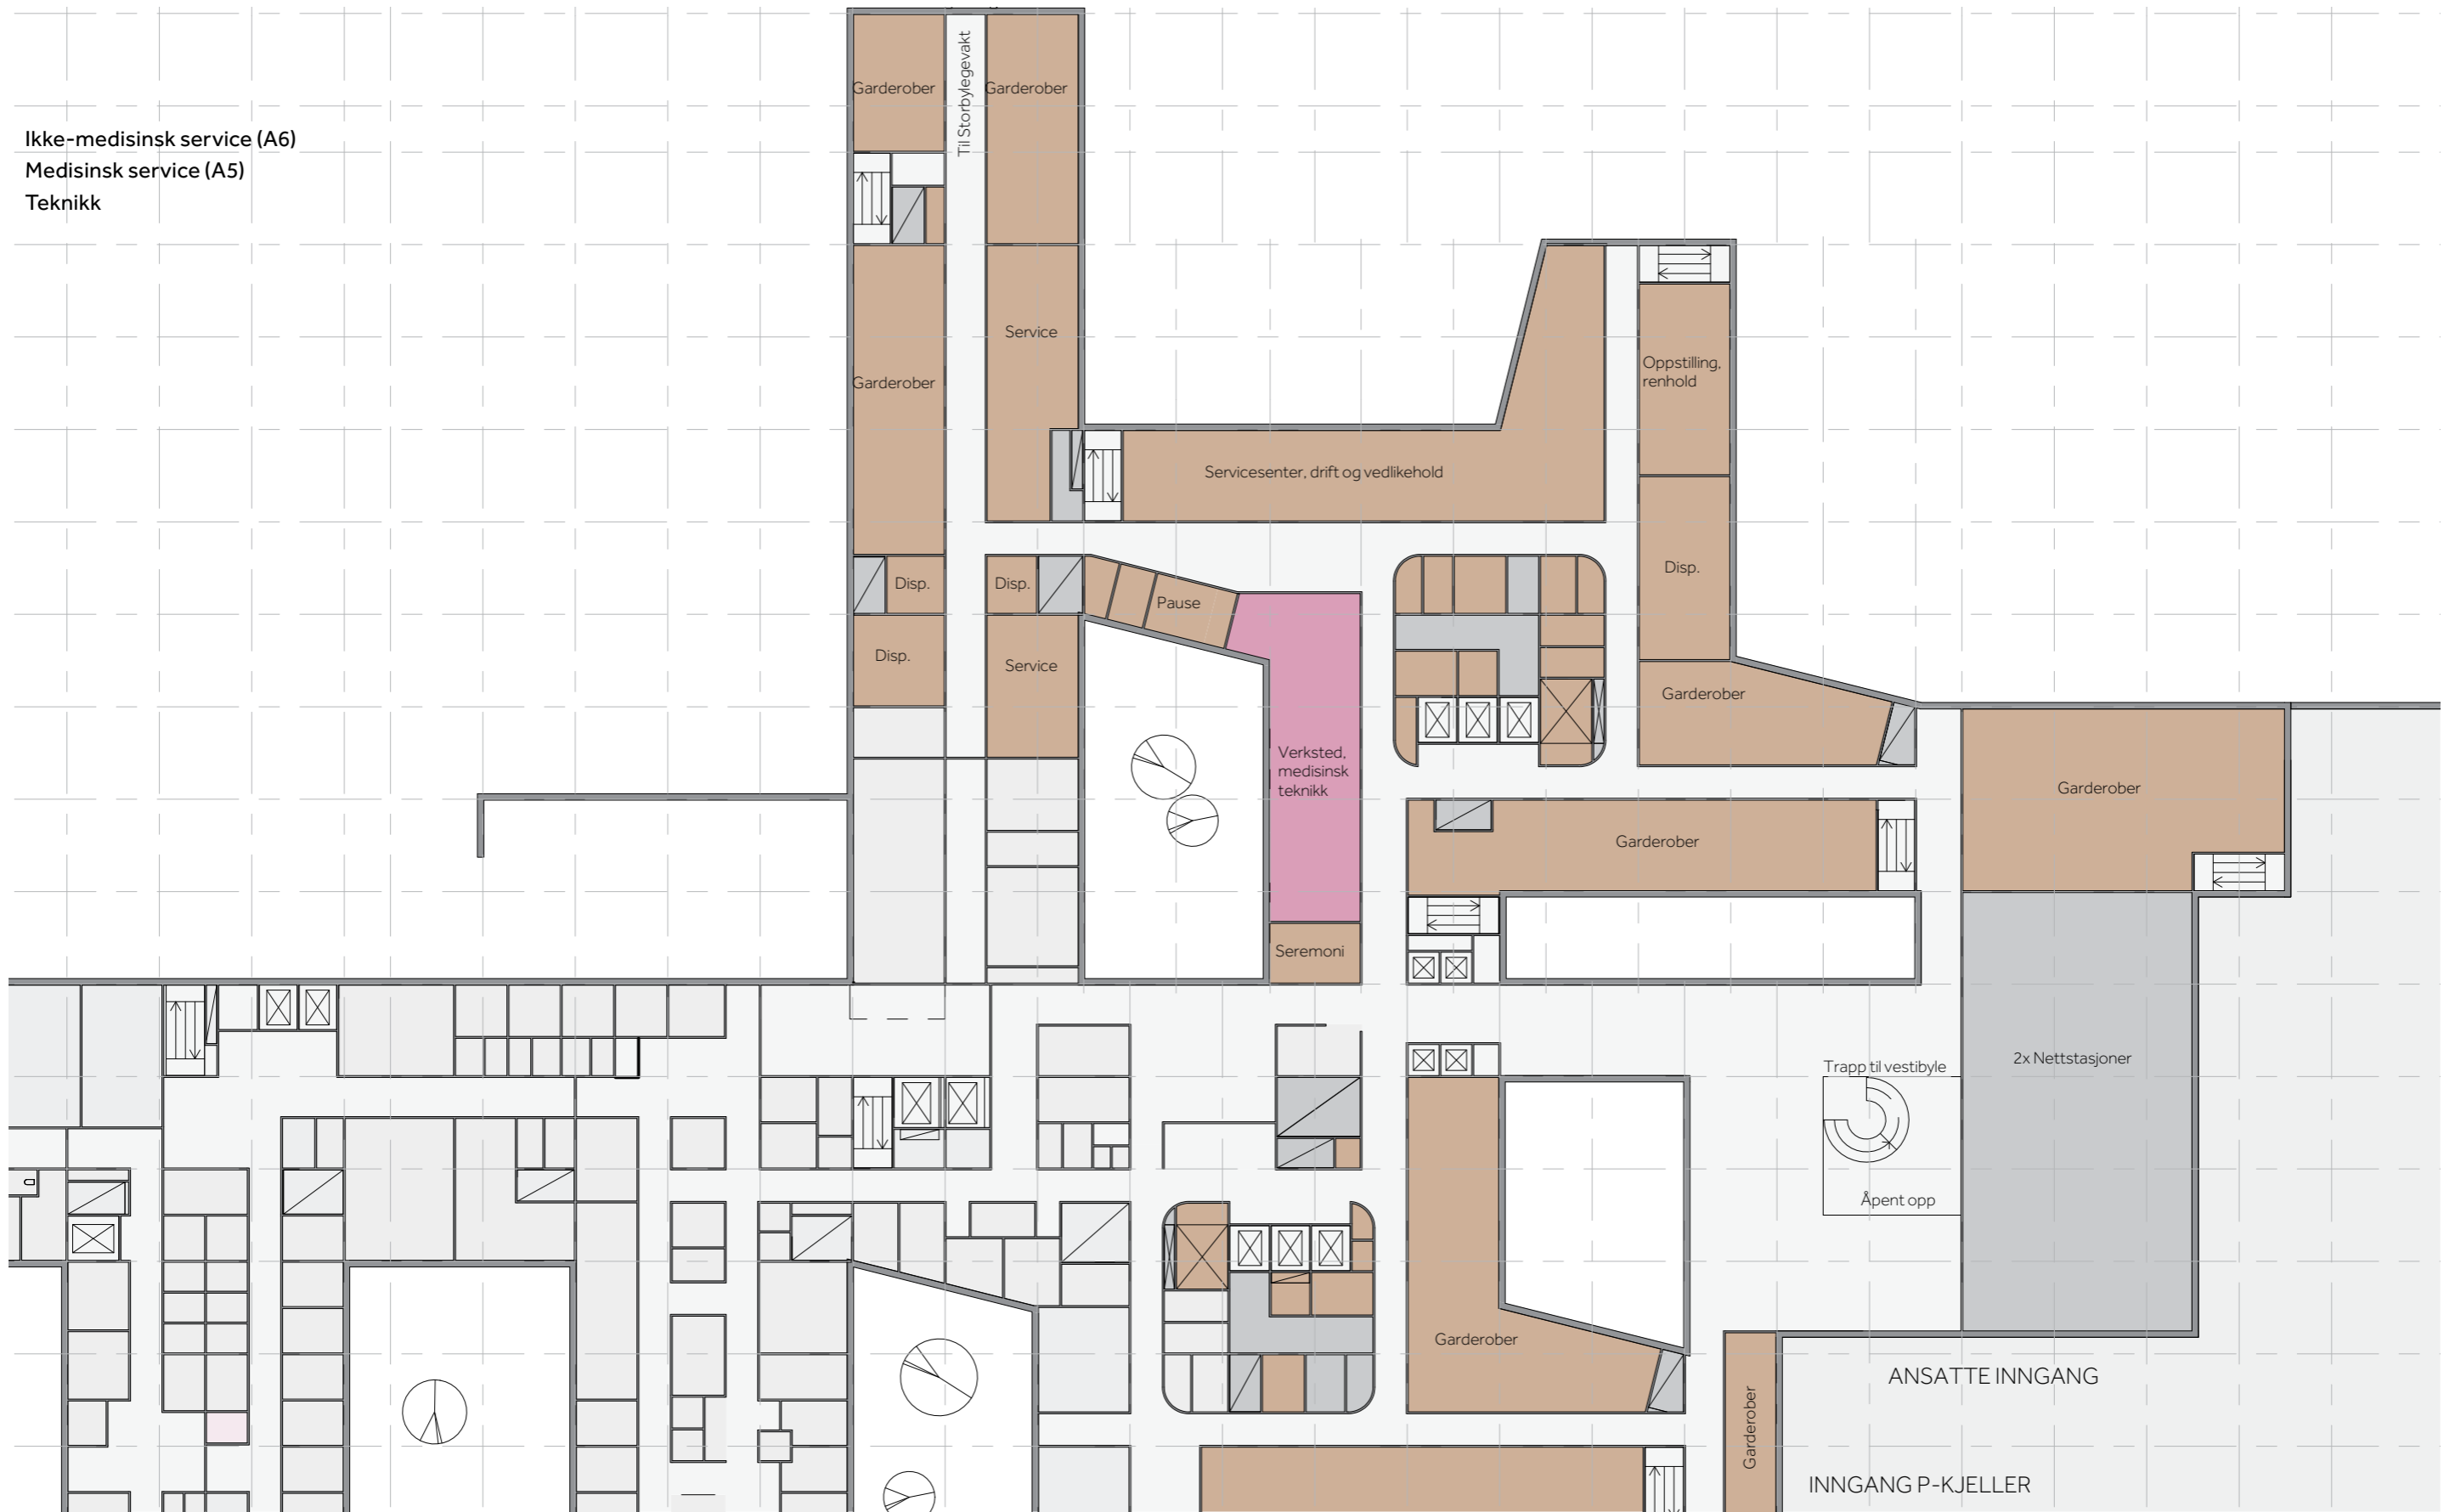 Ikke-medisinsk service (A6)
Medisinsk service (A5)
Teknikk
Garderober
Til Storbylegevakt
Garderober
Service
Garderober
Oppstilling,
renhold
Servicesenter, drift og vedlikehold
Disp.
Disp.
Disp.
Pause
Disp.
Service
Garderober
Verksted,
medisinsk
teknikk
Garderober
Garderober
Seremoni
2x Nettstasjoner
Trapp til vestibyle
Åpent opp
Garderober
ANSATTE INNGANG
Garderober
INNGANG P-KJELLER